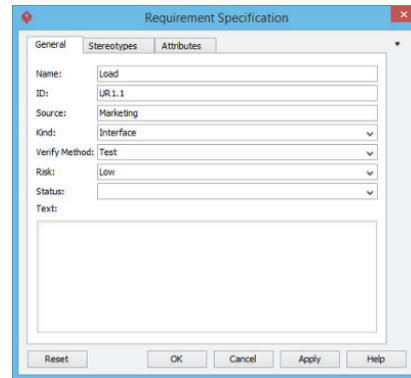 Requirement Specification
General Stereotypes Attributes
Name: Load
ID: UR1.1
Source: Marketing
Kind: Interface
Verify Method: Test
Risk: Low
Status:
Text:
Reset OK Cancel Apply Help